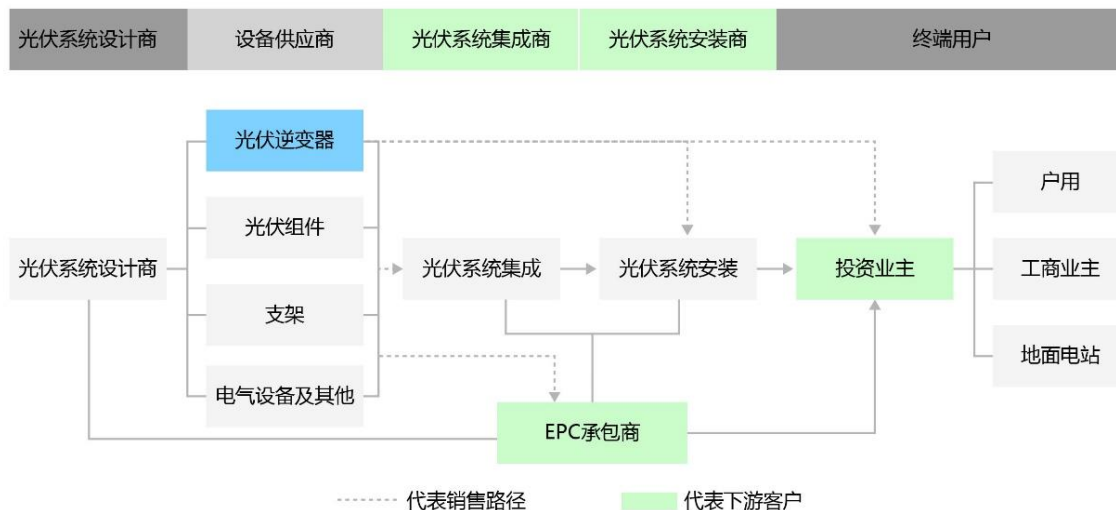 光伏系统设计商
设备供应商
光伏系统集成商
光伏系统安装商
终端用户
光伏逆变器
户用
光伏组件
光伏系统设计商
光伏系统集成
光伏系统安装
投资业主
工商业主
支架
地面电站
电气设备及其他
EPC承包商
代表销售路径
代表下游客户